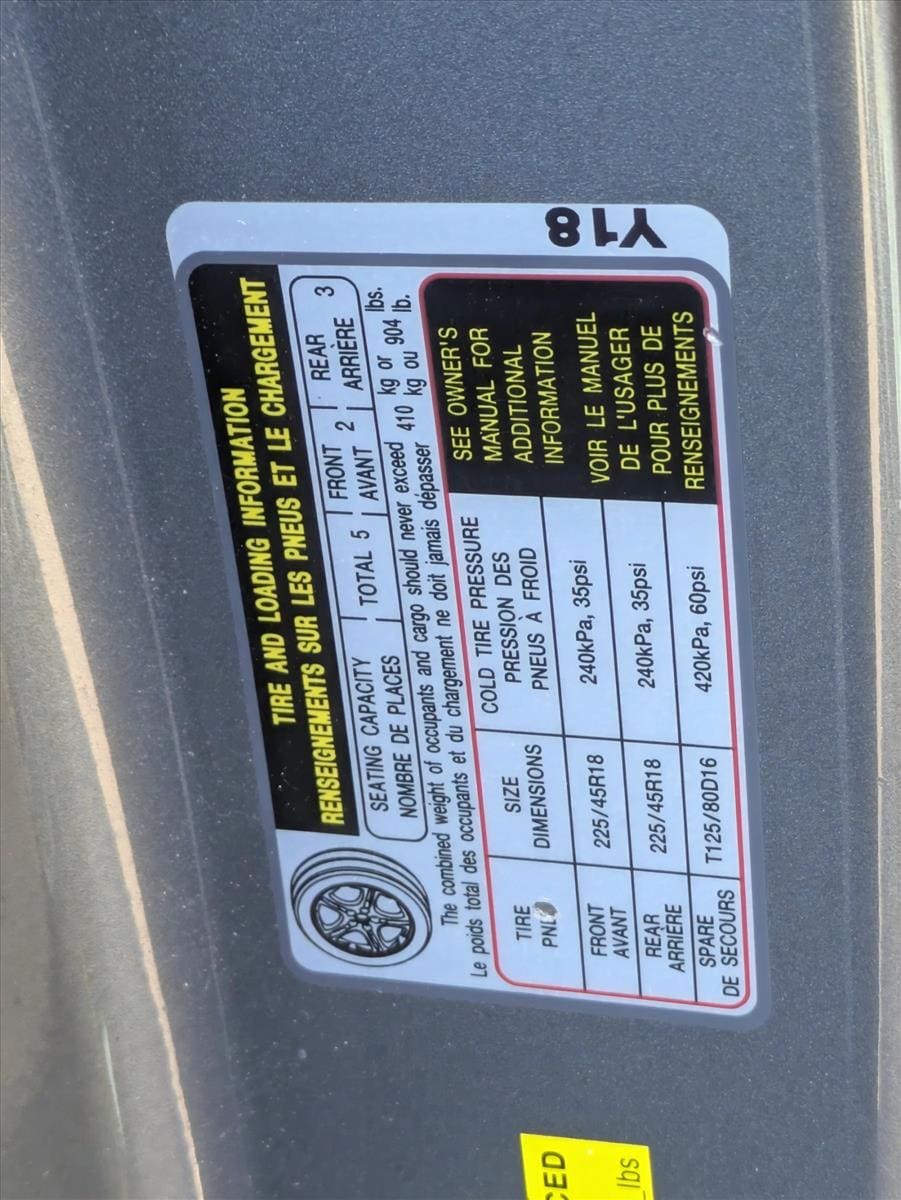 Y18
TIRE AND LOADING INFORMATION
RENSEIGNEMENTS SUR LES PNEUS ET LE CHARGEMENT
SEATING CAPACITY
NOMBRE DE PLACES
TOTAL 5
FRONT
AVANT 2
REAR
ARRIÈRE 3
The combined weight of occupants and cargo should never exceed 410 kg or 904 lbs.
Le poids total des occupants et du chargement ne doit jamais dépasser 410 kg ou 904 lb.
TIRE
SIZE
DIMENSIONS
COLD TIRE PRESSURE
PRESSION DES
PNEUS À FROID
FRONT
AVANT
225/45R18
240kPa, 35psi
REAR
ARRIÈRE
225/45R18
240kPa, 35psi
SPARE
DE SECOURS
T125/80D16
420kPa, 60psi
SEE OWNER'S
MANUAL FOR
ADDITIONAL
INFORMATION
VOIR LE MANUEL
DE L'USAGER
POUR PLUS DE
RENSEIGNEMENTS
lbs